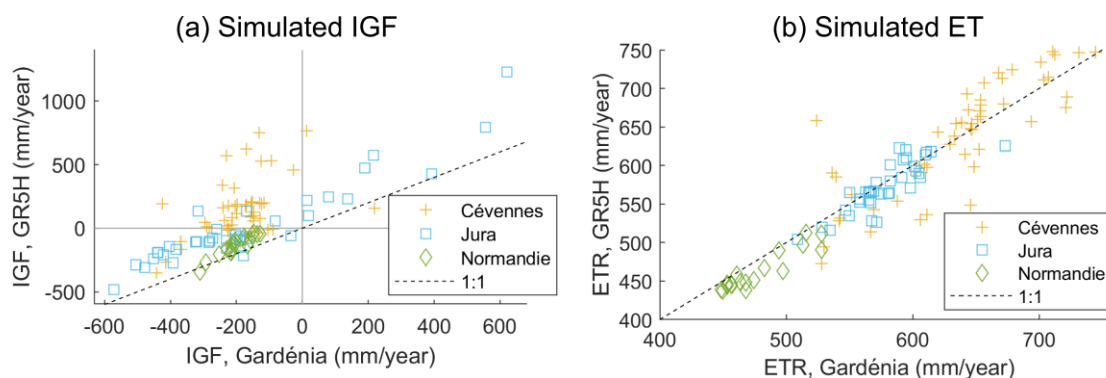 (a) Simulated IGF
IGF, GR5H (mm/year)
1000
500
0
-500
-600
-400
-200
0
200
400
600
IGF, Gardénia (mm/year)
Cévennes
Jura
Normandie
1:1
(b) Simulated ET
ETR, GR5H (mm/year)
750
700
650
600
550
500
450
400
400
500
600
700
ETR, Gardénia (mm/year)
Cévennes
Jura
Normandie
1:1